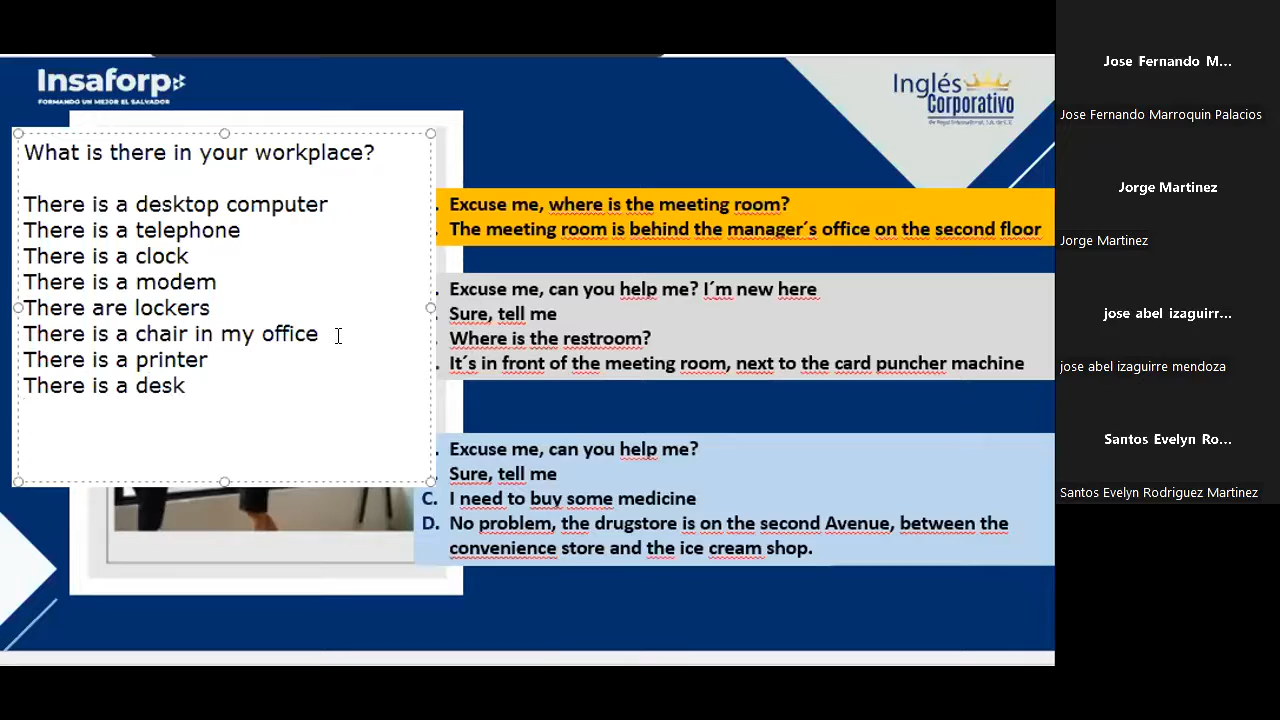 Insaforp
FORMANDO UN MEJOR EL SALVADOR
Inglés
Corporativo
What is there in your workplace?
There is a desktop computer
There is a telephone
There is a clock
There is a modem
There are lockers
There is a chair in my office
There is a printer
There is a desk
Excuse me, where is the meeting room?
The meeting room is behind the manager´s office on the second floor
Excuse me, can you help me? I´m new here
Sure, tell me
Where is the restroom?
It´s in front of the meeting room, next to the card puncher machine
Excuse me, can you help me?
Sure, tell me
C. I need to buy some medicine
D. No problem, the drugstore is on the second Avenue, between the
convenience store and the ice cream shop.
Jose Fernando M...
Jose Fernando Marroquin Palacios
Jorge Martinez
Jorge Martinez
jose abel izaguirr...
jose abel izaguirre mendoza
Santos Evelyn Ro...
Santos Evelyn Rodriguez Martinez